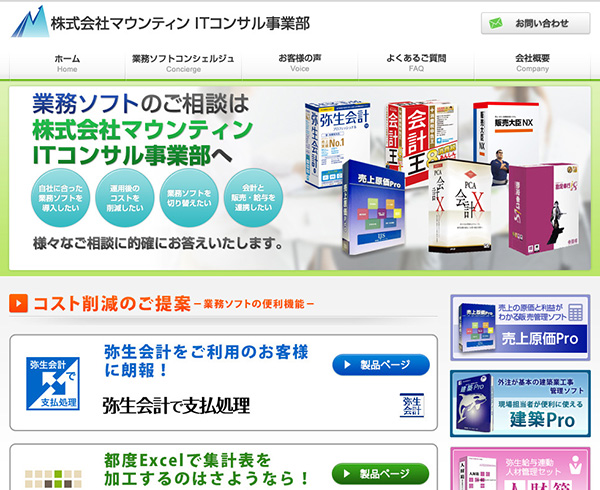 株式会社マウンティン ITコンサル事業部
お問い合わせ
ホーム
Home
業務ソフトコンシェルジュ
Concierge
お客様の声
Voice
よくあるご質問
FAQ
会社概要
Company
業務ソフトのご相談は
株式会社マウンティン
ITコンサル事業部へ
自社に合った
業務ソフトを
導入したい
運用後の
コストを
削減したい
業務ソフトを
切り替えたい
会計と
販売・給与を
連携したい
様々なご相談に的確にお答えいたします。
弥生会計
No.1
会計王
販売大臣NX
売上原価Pro
PCA
会計X
コスト削減のご提案 −業務ソフトの便利機能−
弥生会計
で
支払処理
弥生会計をご利用のお客様
に朗報！
弥生会計で支払処理
製品ページ
弥生会計
都度Excelで集計表を
加工するのはさようなら！
製品ページ
売上の原価と利益が
わかる販売管理ソフト
売上原価Pro
外注が基本の建築業工事
管理ソフト
現場担当者が便利に使える
建築Pro
弥生給与連動
人材管理セット
人財箱